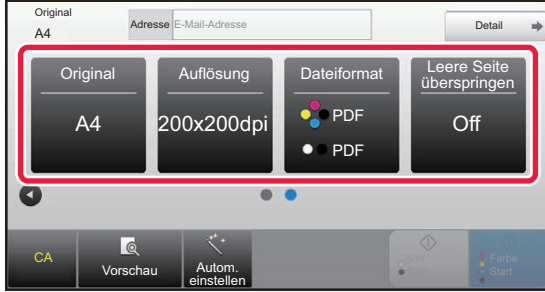 Original
A4
Adresse E-Mail-Adresse
Detail
Original
A4
Auflösung
200x200dpi
Dateiformat
PDF
PDF
Leere Seite
überspringen
Off
CA
Vorschau
Autom.
einstellen
B/W
Start
Farbe
Start